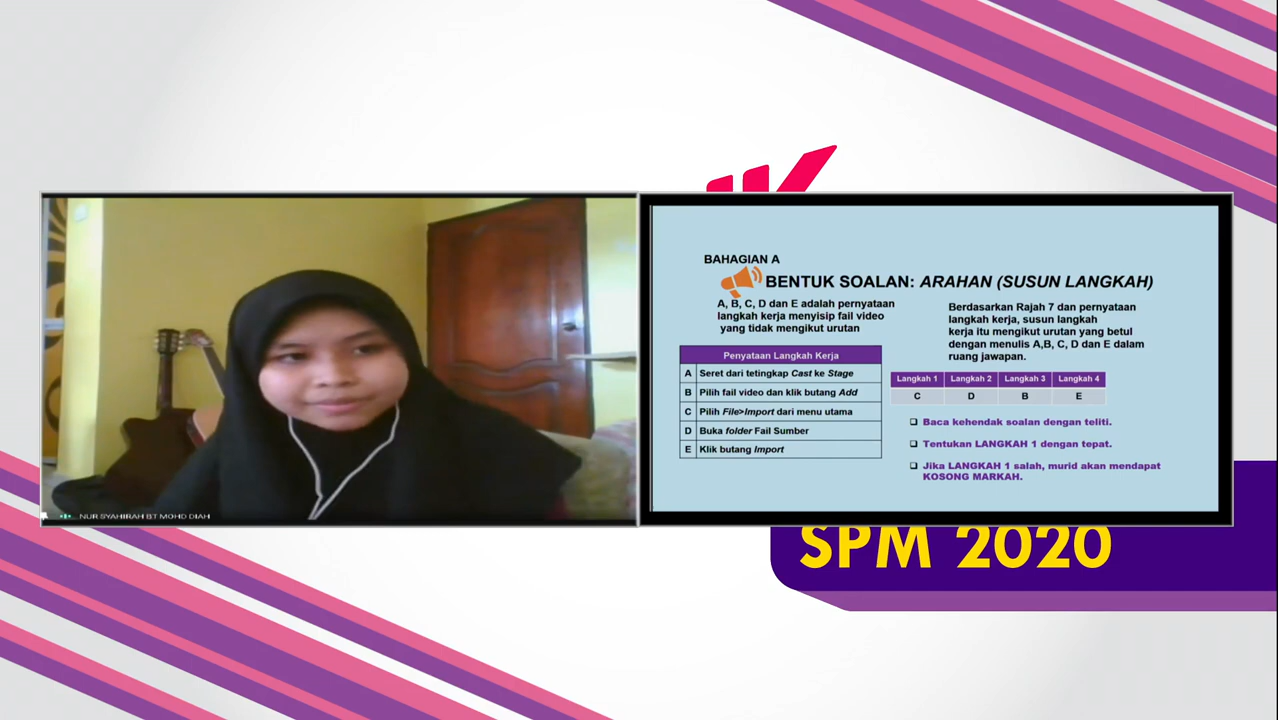 BAHAGIAN A
BENTUK SOALAN: ARAHAN (SUSUN LANGKAH)
A, B, C, D dan E adalah pernyataan
langkah kerja menyisip fail video
yang tidak mengikut urutan
Penyataan Langkah Kerja
A Seret dari tetingkap Cast ke Stage
B Pilih fail video dan klik butang Add
C Pilih File>Import dari menu utama
D Buka folder Fail Sumber
E Klik butang Import
Berdasarkan Rajah 7 dan pernyataan
langkah kerja, susun langkah
kerja itu mengikut urutan yang betul
dengan menulis A,B, C, D dan E dalam
ruang jawapan.
Langkah 1 Langkah 2 Langkah 3 Langkah 4
C D B E
Baca kehendak soalan dengan teliti.
Tentukan LANGKAH 1 dengan tepat.
Jika LANGKAH 1 salah, murid akan mendapat
KOSONG MARKAH.
NUR SYAHIRAH BT MOHD DIAH
SPM 2020